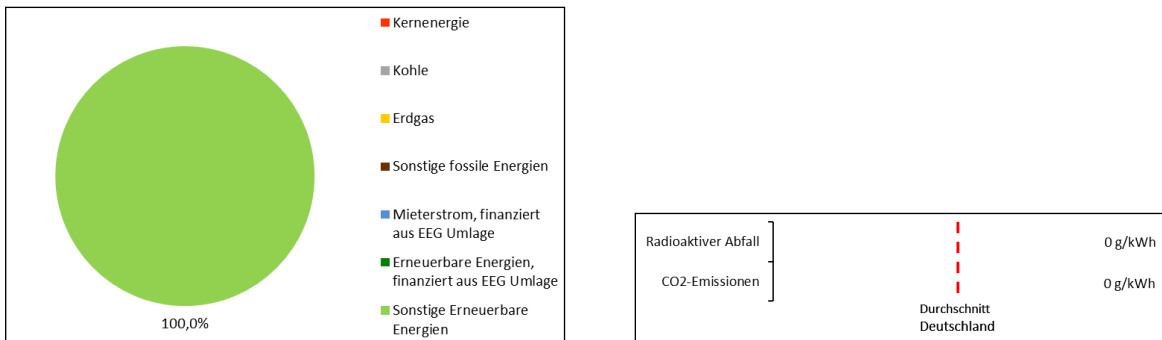 Kernenergie
Kohle
Erdgas
Sonstige fossile Energien
Mieterstrom, finanziert
aus EEG Umlage
Erneuerbare Energien,
finanziert aus EEG Umlage
Sonstige Erneuerbare
Energien
100,0%
Radioaktiver Abfall
0 g/kWh
CO2-Emissionen
0 g/kWh
Durchschnitt
Deutschland